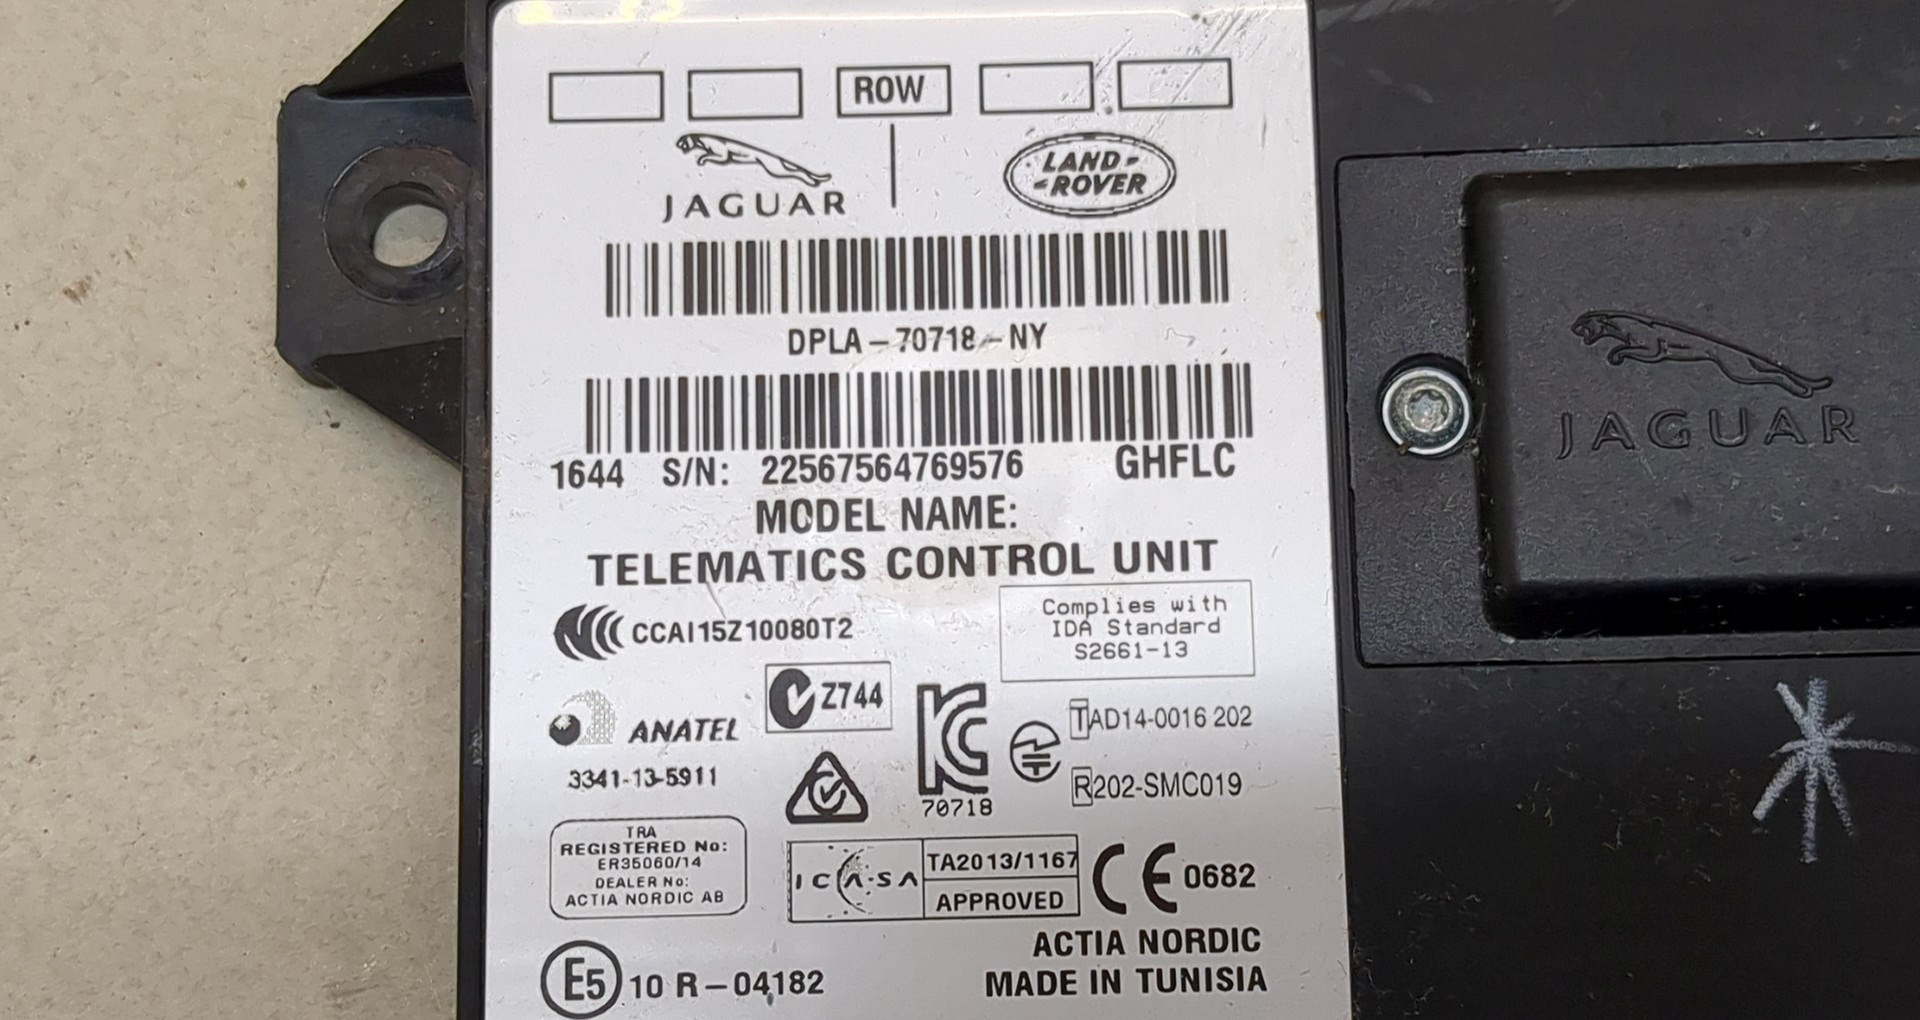 ROW
JAGUAR
LAND-
-ROVER
DPLA-70718-NY
1644 S/N: 22567564769576 GHFLC
MODEL NAME:
TELEMATICS CONTROL UNIT
CCAI15Z10080T2
Complies with
IDA Standard
S2661-13
ANATEL
3341-13-5911
Z744
70718
T AD14-0016 202
R 202-SMC019
TRA
REGISTERED No:
ER35060/14
DEALER No:
ACTIA NORDIC AB
ICASA
TA2013/1167
APPROVED
CE 0682
E5 10 R-04182
ACTIA NORDIC
MADE IN TUNISIA
JAGUAR